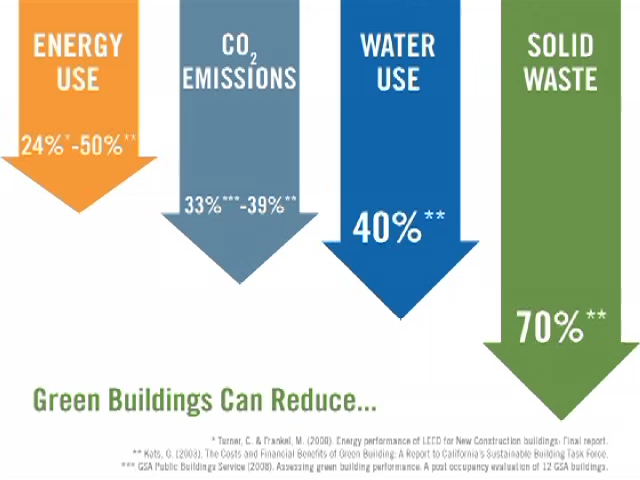 ENERGY
USE
24%*-50%**
CO2
EMISSIONS
33%***-39%**
WATER
USE
40%**
SOLID
WASTE
70%**
Green Buildings Can Reduce...
* Turner, C. & Frankel, M. (2008). Energy performance of LEED for New Construction buildings: Final report.
** Kats, G. (2003). The Costs and Financial Benefits of Green Building: A Report to California's Sustainable Building Task Force.
*** GSA Public Buildings Service (2008). Assessing green building performance. A post occupancy evaluation of 12 GSA buildings.